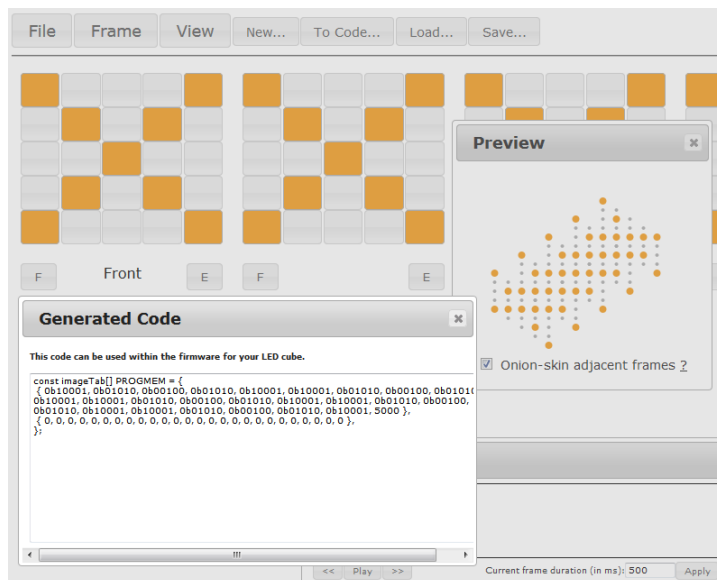 File Frame View New... To Code... Load... Save...
Preview
F Front E F E
Generated Code
This code can be used within the firmware for your LED cube.
const imageTab[] PROGMEM = {
{ 0b10001, 0b01010, 0b00100, 0b01010, 0b10001, 0b10001, 0b01010, 0b00100, 0b01010
0b10001, 0b10001, 0b01010, 0b00100, 0b01010, 0b10001, 0b10001, 0b01010, 0b00100,
0b01010, 0b10001, 0b10001, 0b01010, 0b00100, 0b01010, 0b10001, 5000 },
{ 0, 0, 0, 0, 0, 0, 0, 0, 0, 0, 0, 0, 0, 0, 0, 0, 0, 0, 0, 0, 0, 0, 0, 0, 0, 0 },
};
Onion-skin adjacent frames ?
<< Play >> Current frame duration (in ms): 500 Apply